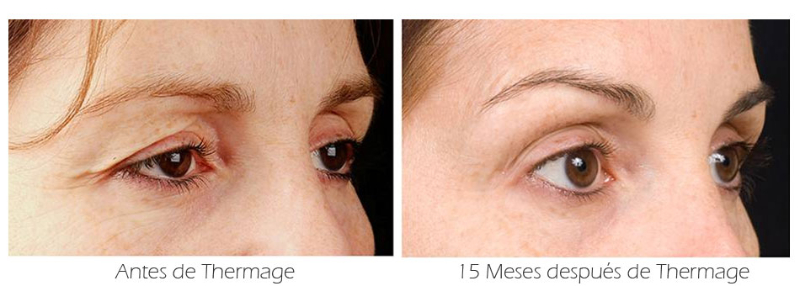 Antes de Thermage
15 Meses después de Thermage